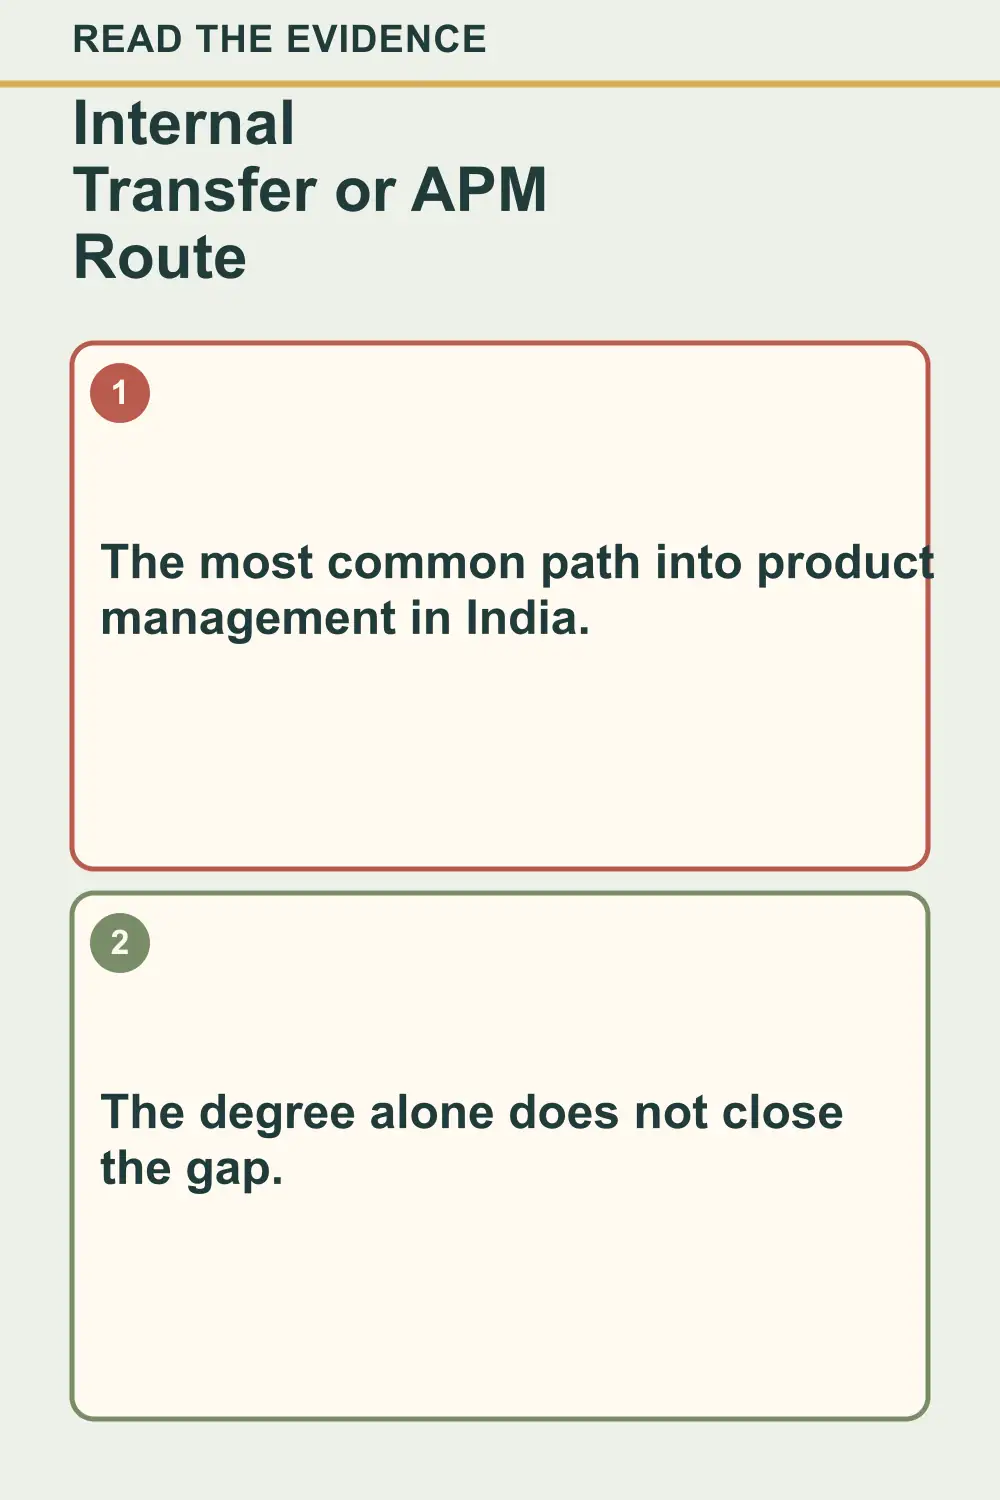 READ THE EVIDENCE
Internal
Transfer or APM
Route
1
The most common path into product
management in India.
2
The degree alone does not close
the gap.